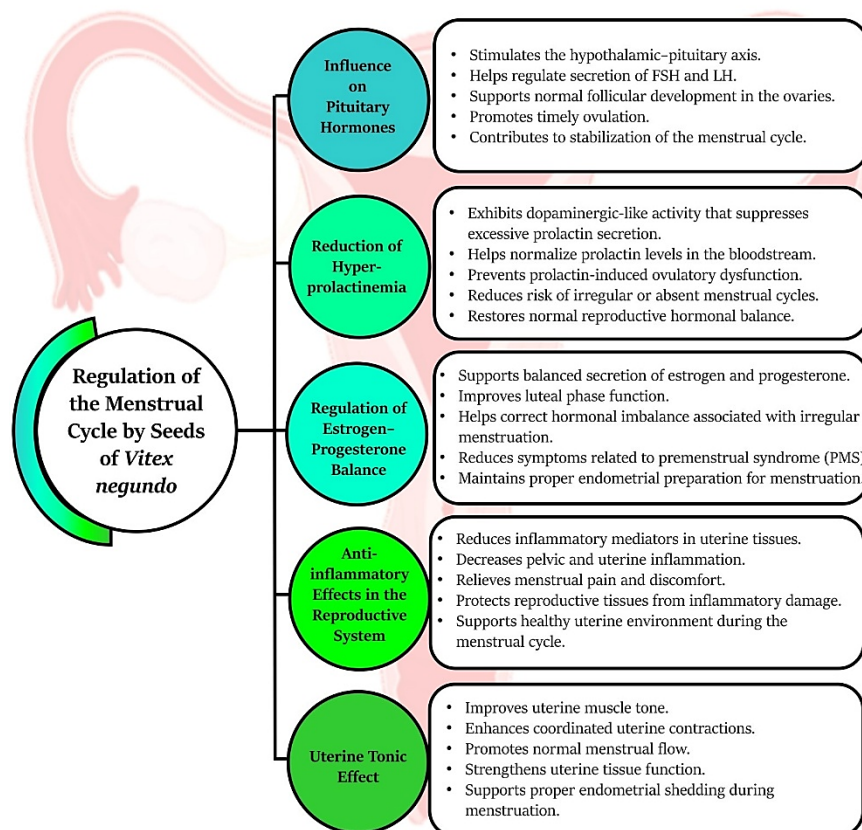 Regulation of
the Menstrual
Cycle by Seeds
of Vitex
negundo
Influence
on
Pituitary
Hormones
• Stimulates the hypothalamic–pituitary axis.
• Helps regulate secretion of FSH and LH.
• Supports normal follicular development in the ovaries.
• Promotes timely ovulation.
• Contributes to stabilization of the menstrual cycle.
Reduction of
Hyper-
prolactinemia
• Exhibits dopaminergic-like activity that suppresses
excessive prolactin secretion.
• Helps normalize prolactin levels in the bloodstream.
• Prevents prolactin-induced ovulatory dysfunction.
• Reduces risk of irregular or absent menstrual cycles.
• Restores normal reproductive hormonal balance.
Regulation of
Estrogen–
Progesterone
Balance
• Supports balanced secretion of estrogen and progesterone.
• Improves luteal phase function.
• Helps correct hormonal imbalance associated with irregular
menstruation.
• Reduces symptoms related to premenstrual syndrome (PMS).
• Maintains proper endometrial preparation for menstruation.
Anti-
inflammatory
Effects in the
Reproductive
System
• Reduces inflammatory mediators in uterine tissues.
• Decreases pelvic and uterine inflammation.
• Relieves menstrual pain and discomfort.
• Protects reproductive tissues from inflammatory damage.
• Supports healthy uterine environment during the
menstrual cycle.
Uterine Tonic
Effect
• Improves uterine muscle tone.
• Enhances coordinated uterine contractions.
• Promotes normal menstrual flow.
• Strengthens uterine tissue function.
• Supports proper endometrial shedding during
menstruation.